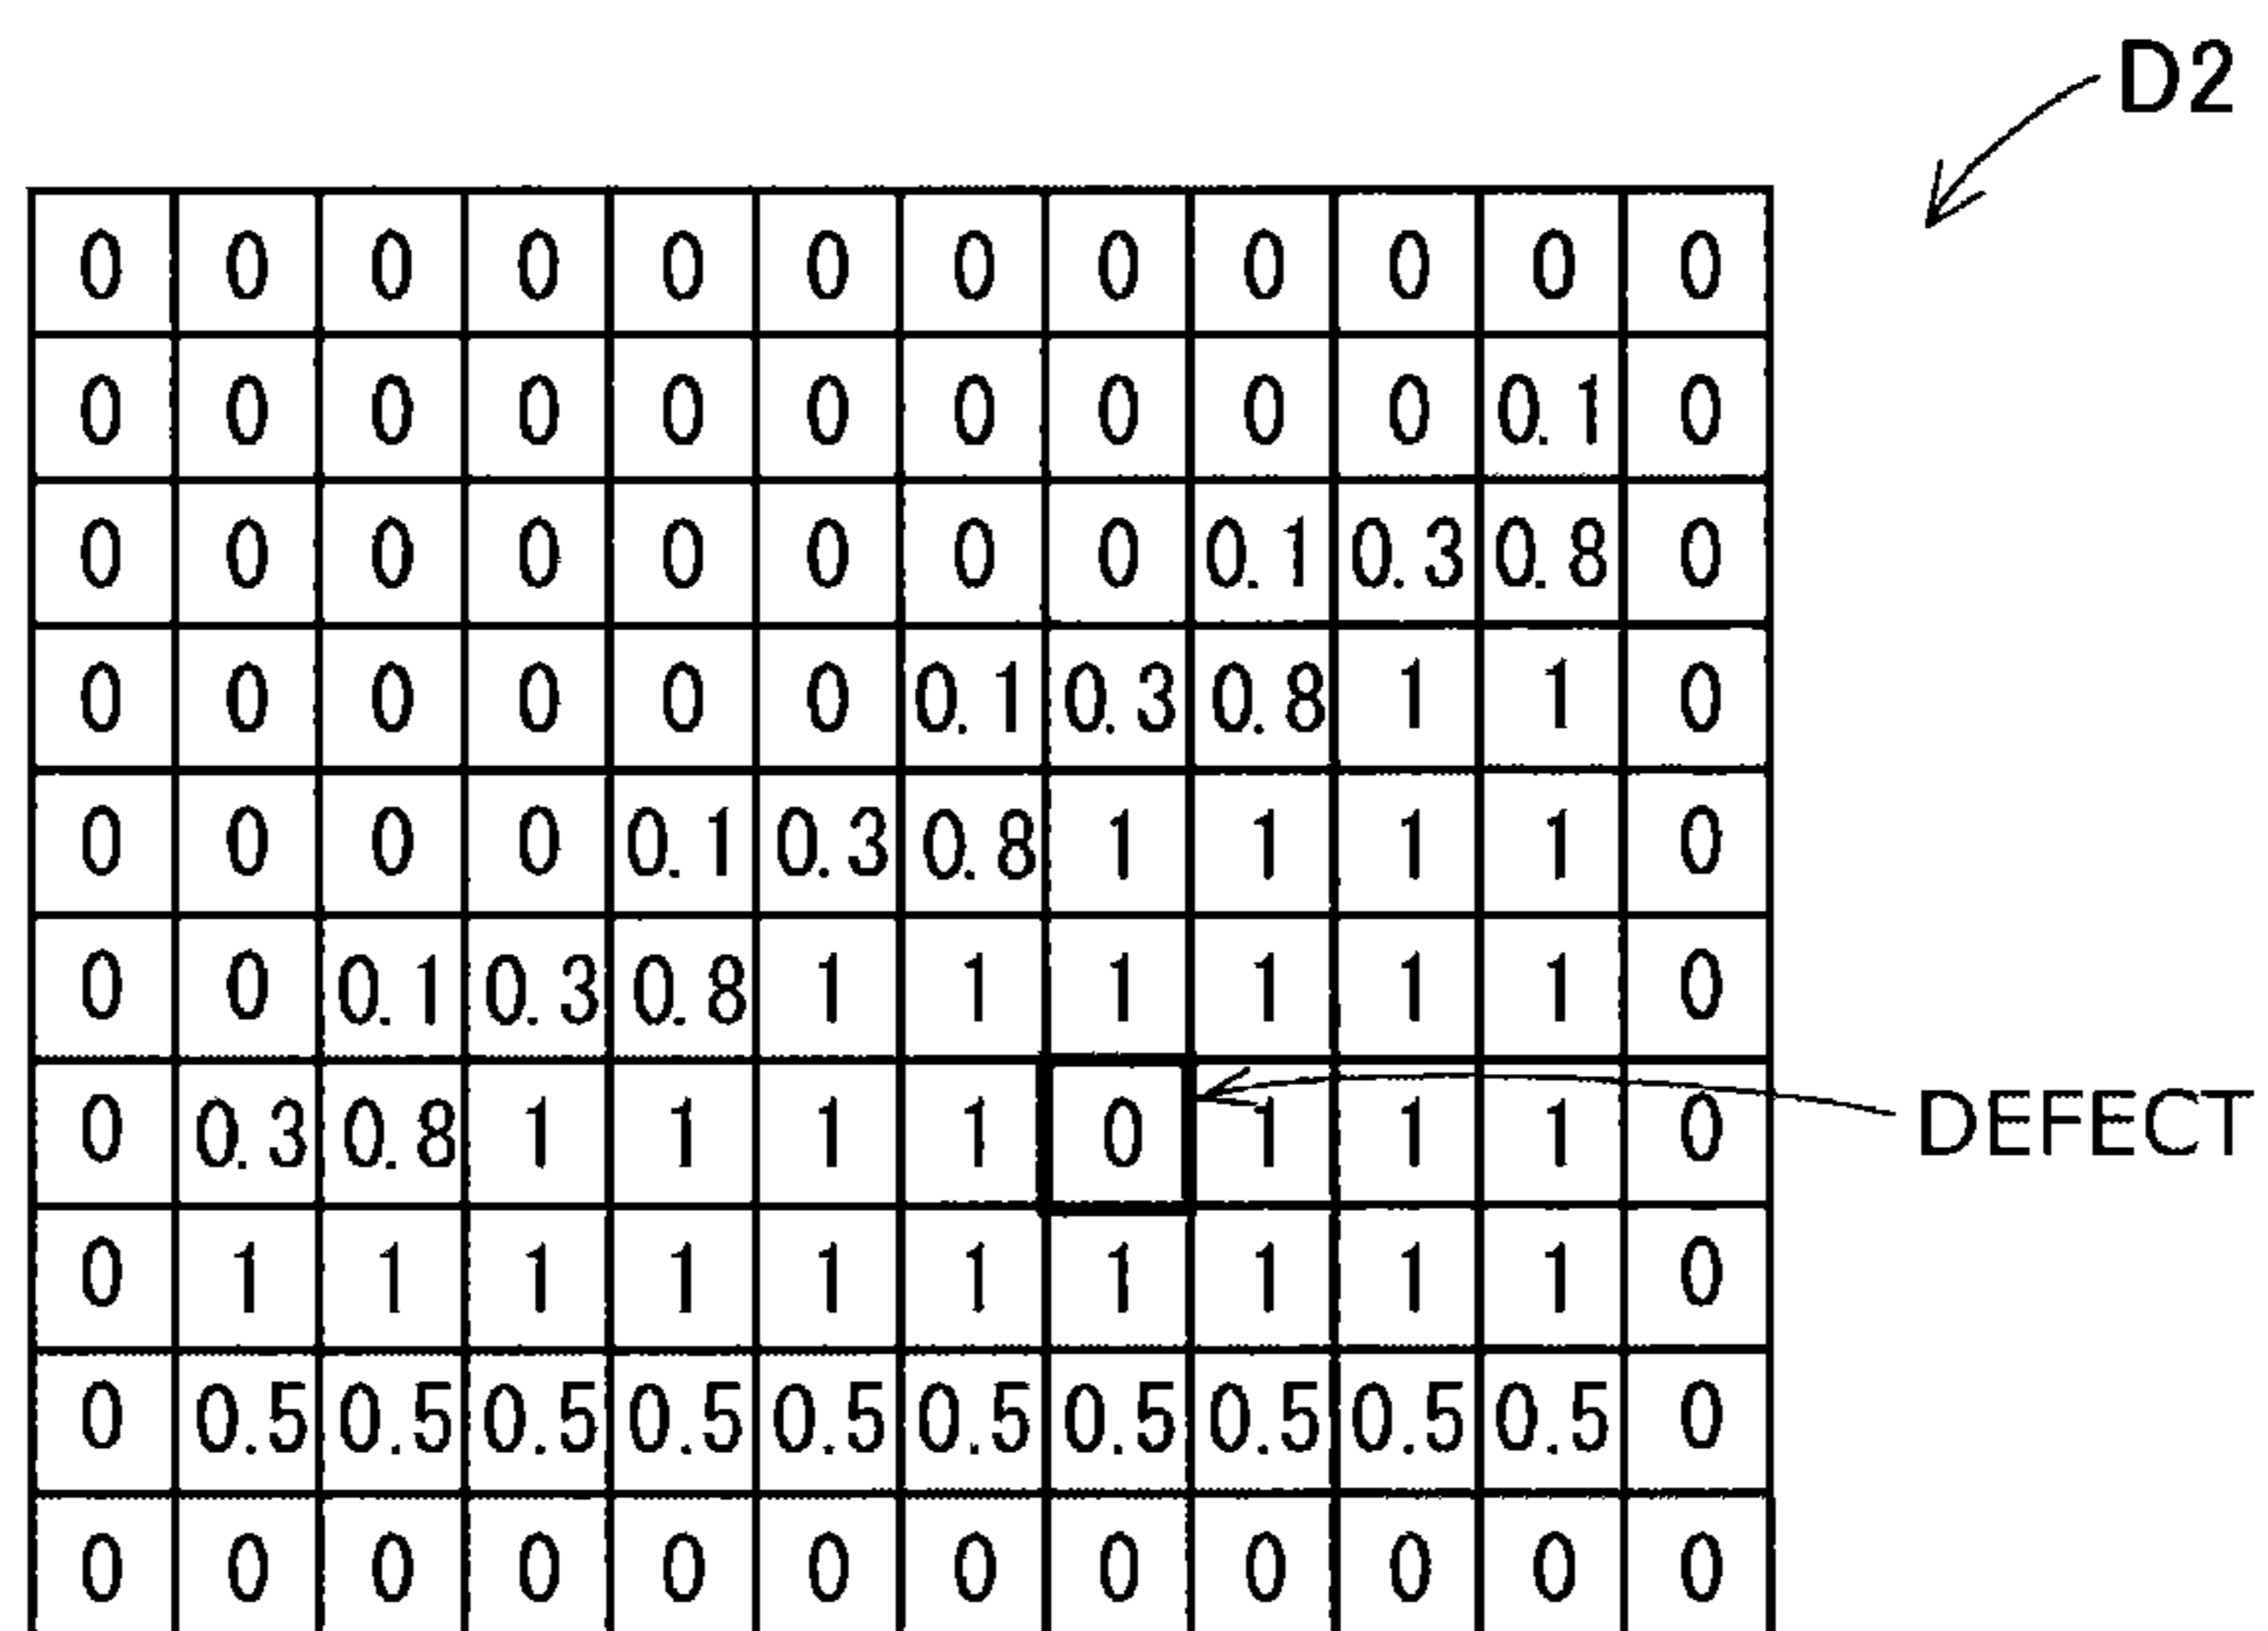 D2
0 0 0 0 0 0 0 0 0 0 0 0
0 0 0 0 0 0 0 0 0 0 0.1 0
0 0 0 0 0 0 0 0 0.1 0.3 0.8 0
0 0 0 0 0 0 0.1 0.3 0.8 1 1 0
0 0 0 0 0.1 0.3 0.8 1 1 1 1 0
0 0 0.1 0.3 0.8 1 1 1 1 1 1 0
0 0.3 0.8 1 1 1 1 0 1 1 1 0 DEFECT
0 1 1 1 1 1 1 1 1 1 1 0
0 0.5 0.5 0.5 0.5 0.5 0.5 0.5 0.5 0.5 0.5 0
0 0 0 0 0 0 0 0 0 0 0 0